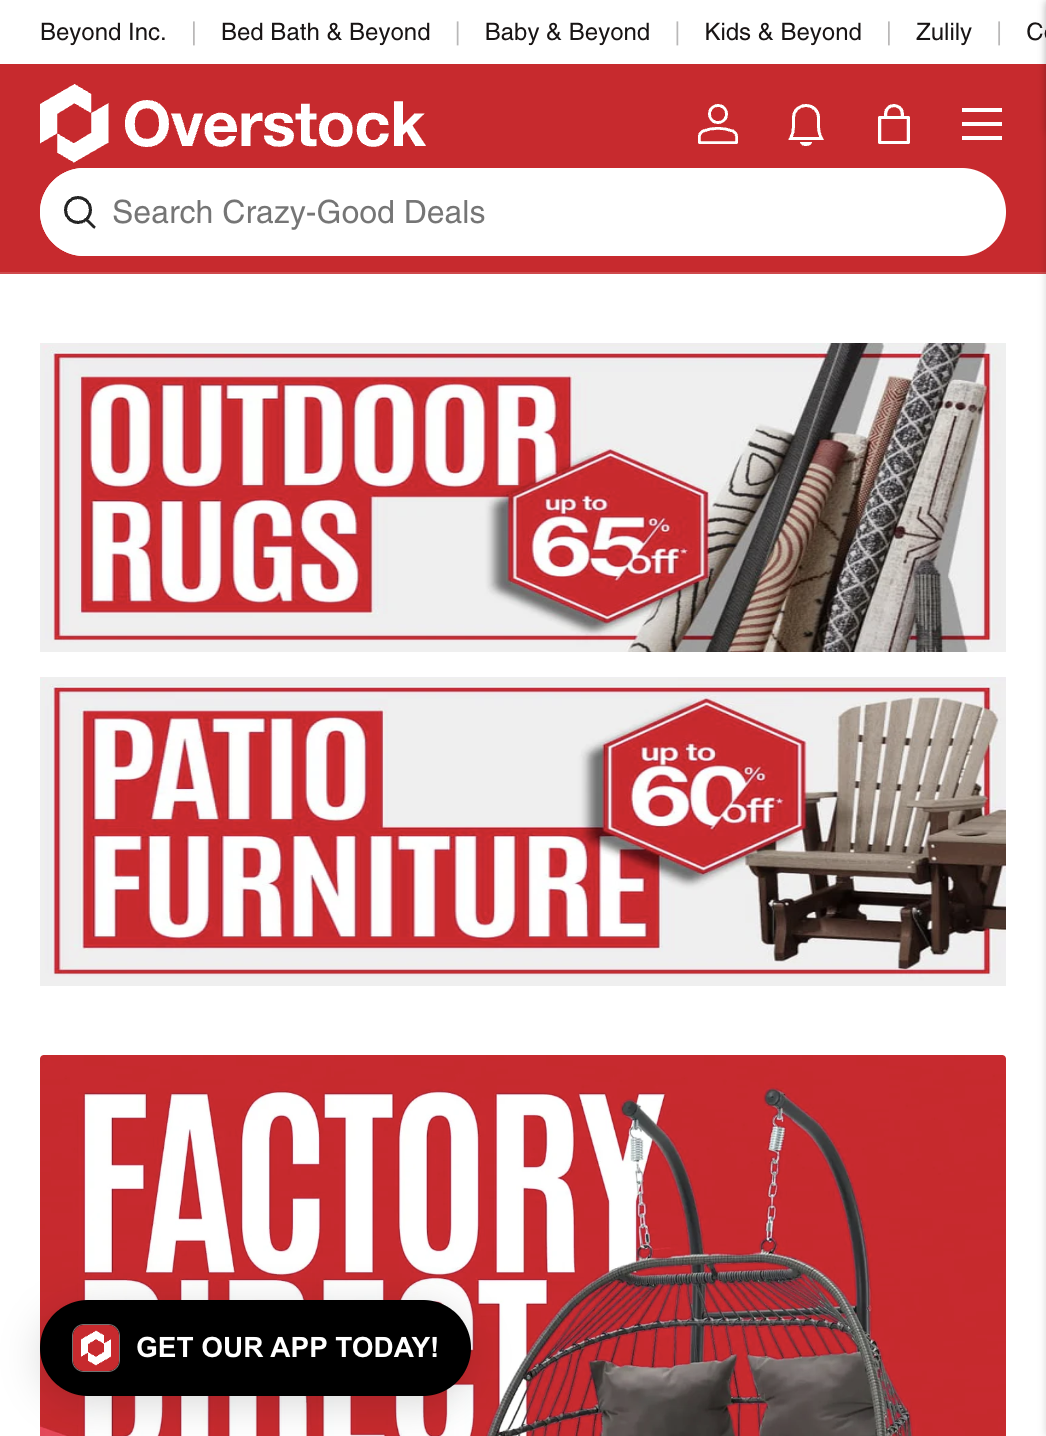 Beyond Inc. | Bed Bath & Beyond | Baby & Beyond | Kids & Beyond | Zulily |
Overstock
Search Crazy-Good Deals
OUTDOOR
RUGS
up to
65% off*
PATIO
FURNITURE
up to
60% off*
FACTORY
DIRECT
GET OUR APP TODAY!